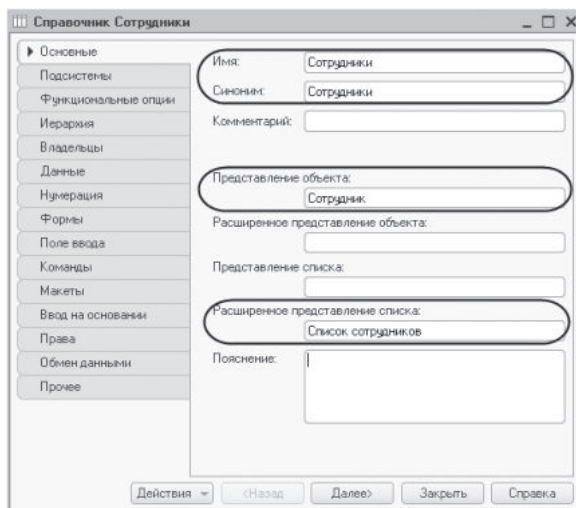 Справочник Сотрудники
Основные
Подсистемы
Функциональные опции
Иерархия
Владельцы
Данные
Нумерация
Формы
Поле ввода
Команды
Макеты
Ввод на основании
Права
Обмен данными
Прочее
Имя: Сотрудники
Синоним: Сотрудники
Комментарий:
Представление объекта:
Сотрудник
Расширенное представление объекта:
Представление списка:
Расширенное представление списка:
Список сотрудников
Пояснение:
Действия <Назад Далее> Закрыть Справка